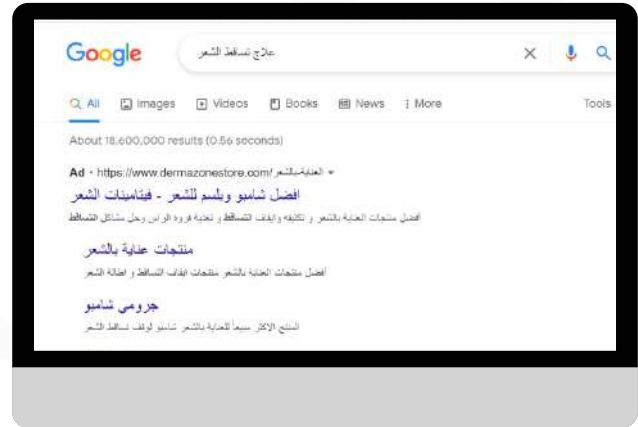 Google
علاج تساقط الشعر
All Images Videos Books News More Tools
About 18,600,000 results (0.56 seconds)
Ad · https://www.dermazonestore.com/العناية-بالشعر
افضل شامبو وبلسم للشعر - فيتامينات الشعر
افضل منتجات العناية بالشعر و تكثيفه وايقاف التساقط و تغذية فروة الراس وحل مشاكل التساقط
منتجات عناية بالشعر
افضل منتجات العناية بالشعر منتجات ايقاف التساقط و اطالة الشعر
جرومي شامبو
المنتج الاكثر مبيعاً للعناية بالشعر شامبو لوقف تساقط الشعر